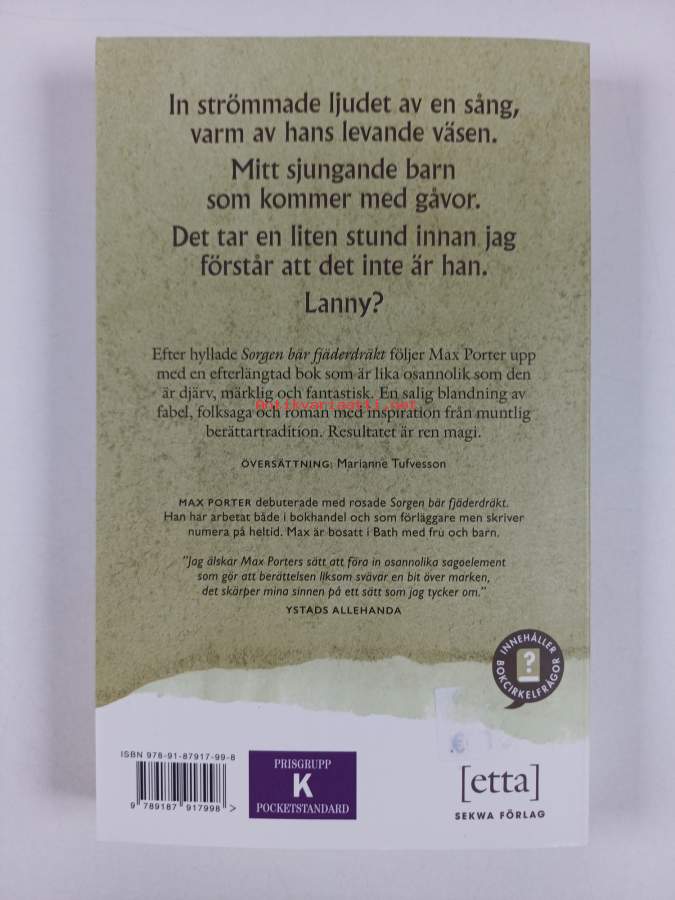 In strömmade ljudet av en sång,
varm av hans levande väsen.
Mitt sjungande barn
som kommer med gåvor.
Det tar en liten stund innan jag
förstår att det inte är han.
Lanny?
Efter hyllade Sorgen bär fjäderdräkt följer Max Porter upp
med en efterlängtad bok som är lika osannolik som den
är djärv, märklig och fantastisk. En salig blandning av
antikvariaatti.net
fabel, folksaga och roman med inspiration från muntlig
berättartradition. Resultatet är ren magi.
ÖVERSÄTTNING: Marianne Tufvesson
MAX PORTER debuterade med rosade Sorgen bär fjäderdräkt.
Han har arbetat både i bokhandel och som förläggare men skriver
numera på heltid. Max är bosatt i Bath med fru och barn.
"Jag älskar Max Porters sätt att föra in osannolika sagoelement
som gör att berättelsen liksom svävar en bit över marken,
det skärper mina sinnen på ett sätt som jag tycker om."
YSTADS ALLEHANDA
INNEHÅLLER
?
BOKCIRKELFRÅGOR
ISBN 978-91-87917-99-8
9 789187 917998 >
PRISGRUPP
K
POCKETSTANDARD
€
[etta]
SEKWA FÖRLAG